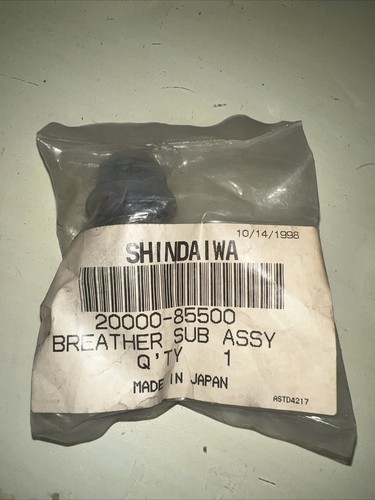 10/14/1998
SHINDAIWA
20000-85500
BREATHER SUB ASSY
Q'TY 1
MADE IN JAPAN
ASTD4217